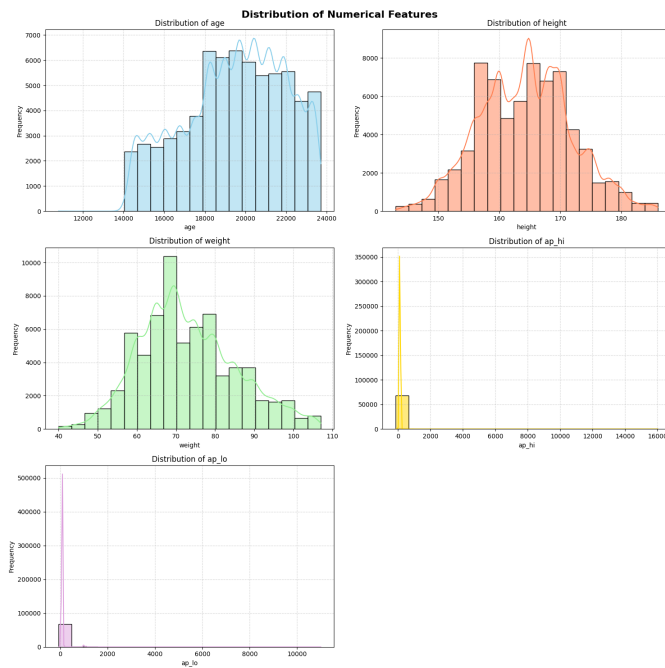 Distribution of Numerical Features
Distribution of age
Frequency
7000
6000
5000
4000
3000
2000
1000
0
12000 14000 16000 18000 20000 22000 24000
age
Distribution of height
Frequency
8000
6000
4000
2000
0
150 160 170 180
height
Distribution of weight
Frequency
10000
8000
6000
4000
2000
0
40 50 60 70 80 90 100 110
weight
Distribution of ap_hi
Frequency
350000
300000
250000
200000
150000
100000
50000
0
0 2000 4000 6000 8000 10000 12000 14000 16000
ap_hi
Distribution of ap_lo
Frequency
500000
400000
300000
200000
100000
0
0 2000 4000 6000 8000 10000
ap_lo